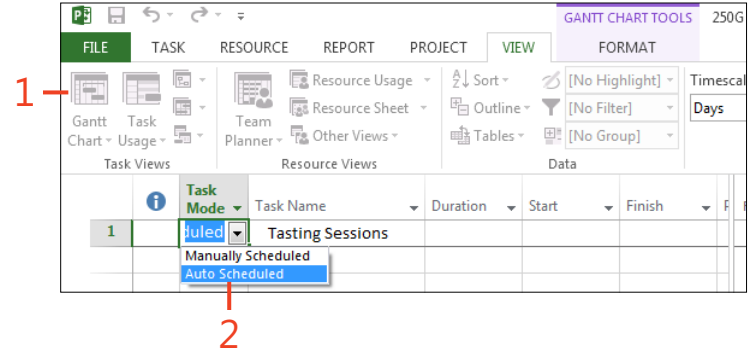 GANTT CHART TOOLS 250G
FILE TASK RESOURCE REPORT PROJECT VIEW FORMAT
1
Gantt Chart
Task Usage
Team Planner
Resource Usage
Resource Sheet
Other Views
Sort
Outline
Tables
[No Highlight]
[No Filter]
[No Group]
Timescal
Days
Task Views Resource Views Data
Task Mode Task Name Duration Start Finish
1 duled Tasting Sessions
Manually Scheduled
Auto Scheduled
2